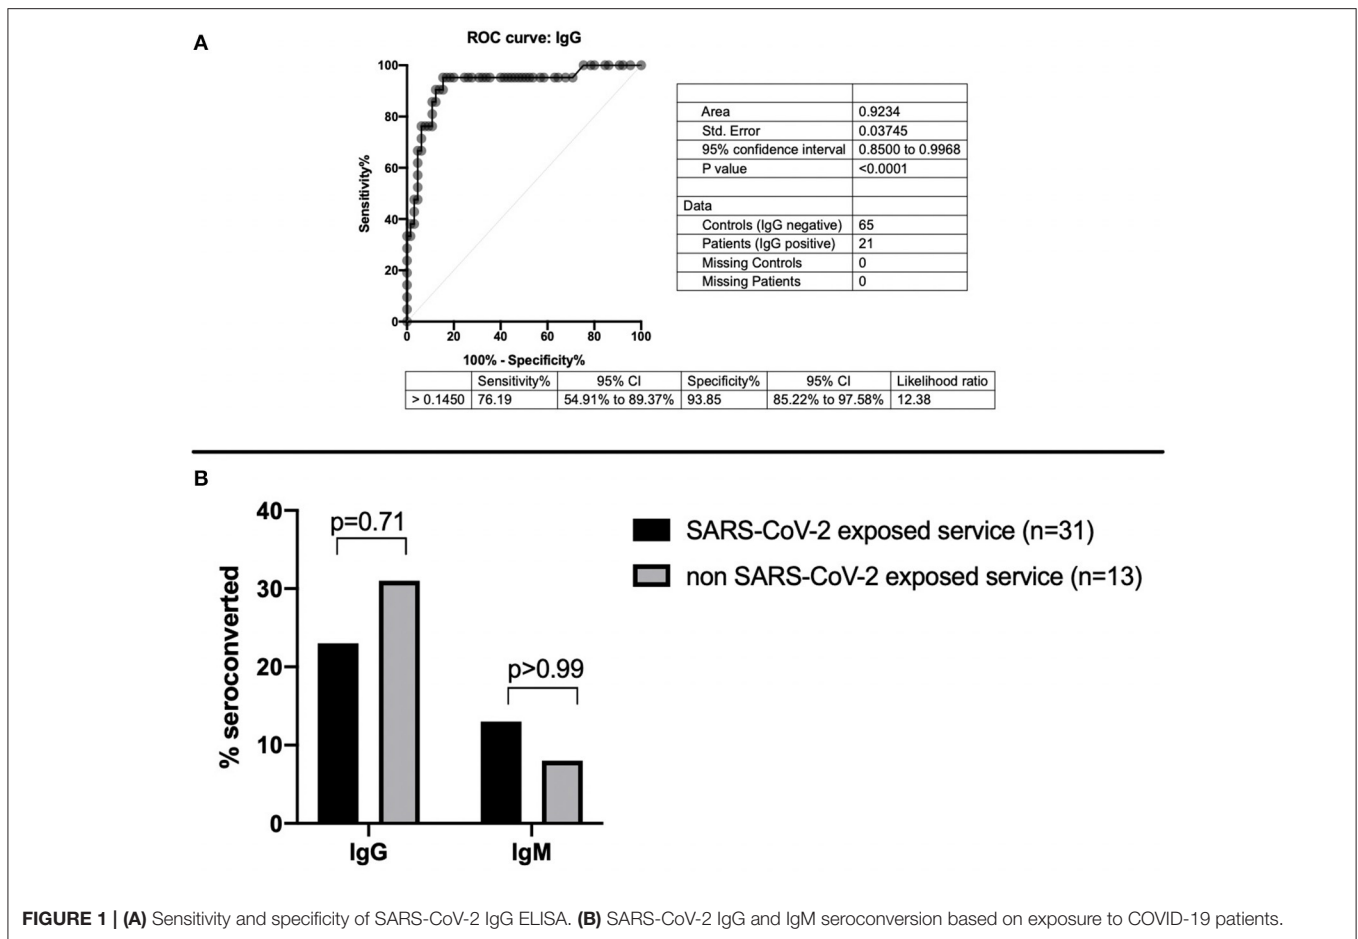 A
ROC curve: IgG
100
80
60
40
20
0
Sensitivity%
0 20 40 60 80 100
100% - Specificity%
Area 0.9234
Std. Error 0.03745
95% confidence interval 0.8500 to 0.9968
P value <0.0001
Data
Controls (IgG negative) 65
Patients (IgG positive) 21
Missing Controls 0
Missing Patients 0
Sensitivity% 95% CI Specificity% 95% CI Likelihood ratio
> 0.1450 76.19 54.91% to 89.37% 93.85 85.22% to 97.58% 12.38
B
40
30
20
10
0
% seroconverted
p=0.71
p>0.99
IgG IgM
SARS-CoV-2 exposed service (n=31)
non SARS-CoV-2 exposed service (n=13)
FIGURE 1 | (A) Sensitivity and specificity of SARS-CoV-2 IgG ELISA. (B) SARS-CoV-2 IgG and IgM seroconversion based on exposure to COVID-19 patients.